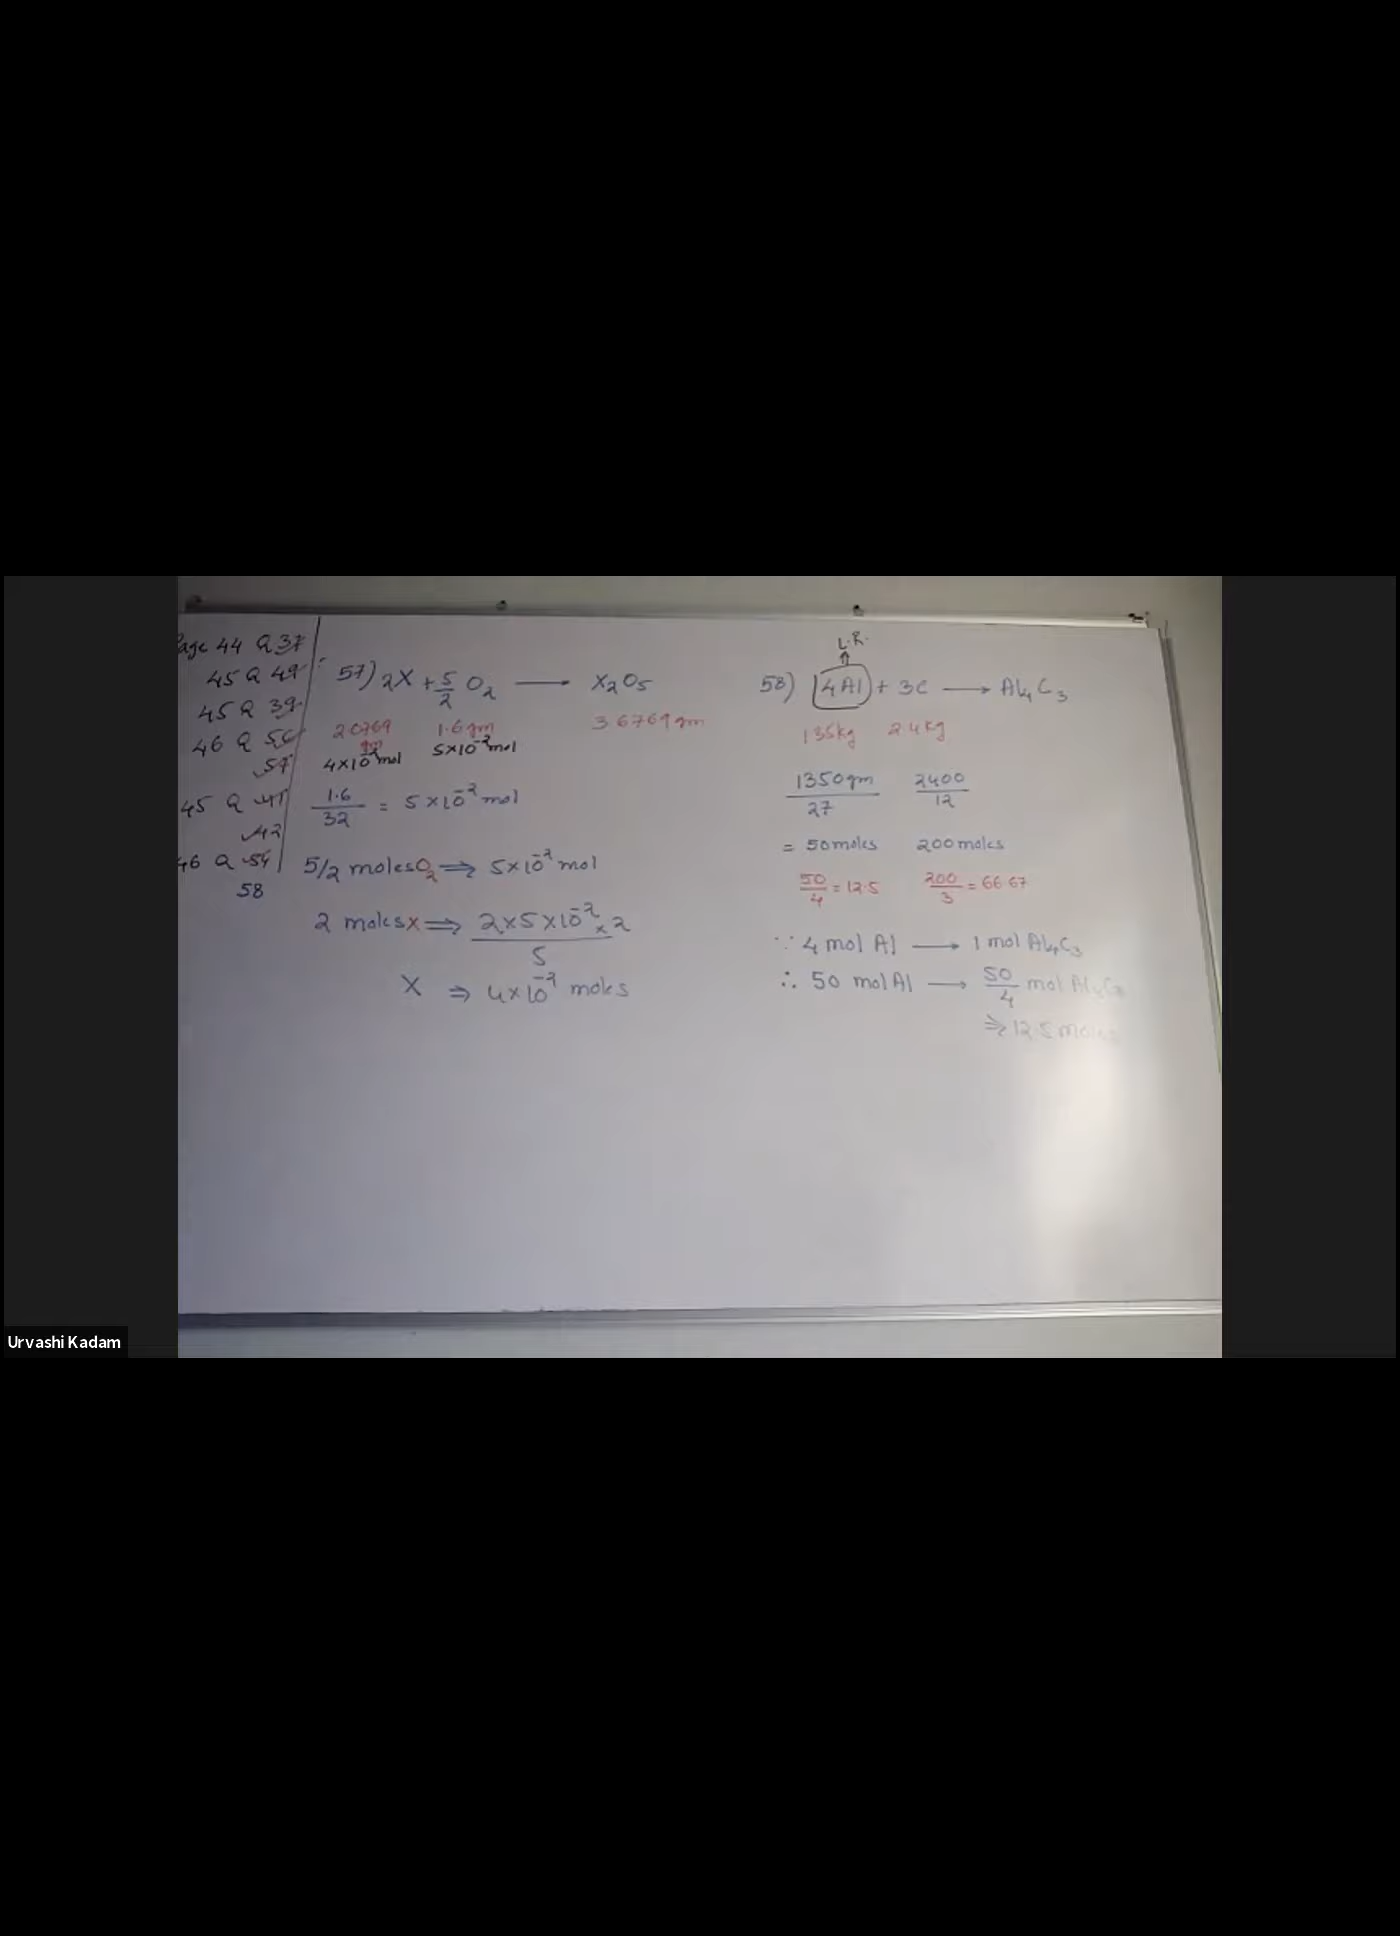 Page 44 Q 37
45 Q 49
45 Q 39
46 Q 56
57
45 Q 41
42
46 Q 54
58
57) 2X + 5/2 O₂ ⟶ X₂O₅
2.0769 gm 1.6 gm 3.6769 gm
4×10⁻² mol 5×10⁻² mol
1.6/32 = 5×10⁻² mol
5/2 moles O₂ ⟹ 5×10⁻² mol
2 moles X ⟹ 2×5×10⁻²×2/5
X ⇒ 4×10⁻² moles
L.R.
↑
58) 4Al + 3C ⟶ Al₄C₃
1.35kg 2.4kg
1350gm/27 2400/12
= 50 moles 200 moles
50/4 = 12.5 200/3 = 66.67
∵ 4 mol Al ⟶ 1 mol Al₄C₃
∴ 50 mol Al ⟶ 50/4 mol Al₄C₃
⇒ 12.5 moles
Urvashi Kadam